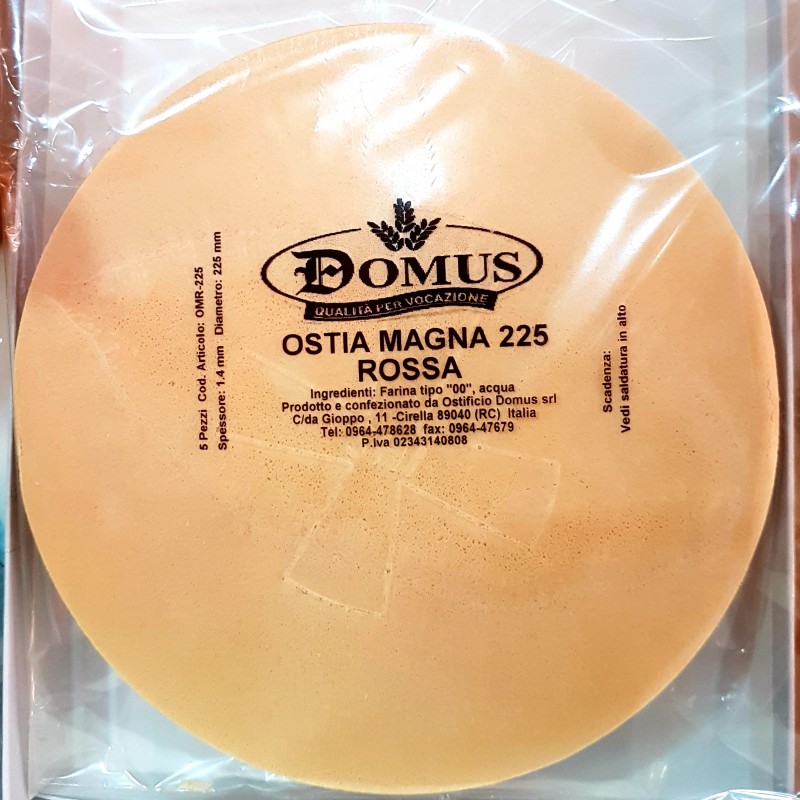 DOMUS
QUALITÀ PER VOCAZIONE
OSTIA MAGNA 225
ROSSA
Ingredienti: Farina tipo "00", acqua
Prodotto e confezionato da Ostificio Domus srl
C/da Gioppo , 11 -Cirella 89040 (RC) Italia
Tel: 0964-478628 fax: 0964-47679
P.Iva 02343140808
5 Pezzi Cod. Articolo: OMR-225
Spessore: 1.4 mm Diametro: 225 mm
Scadenza:
Vedi saldatura in alto